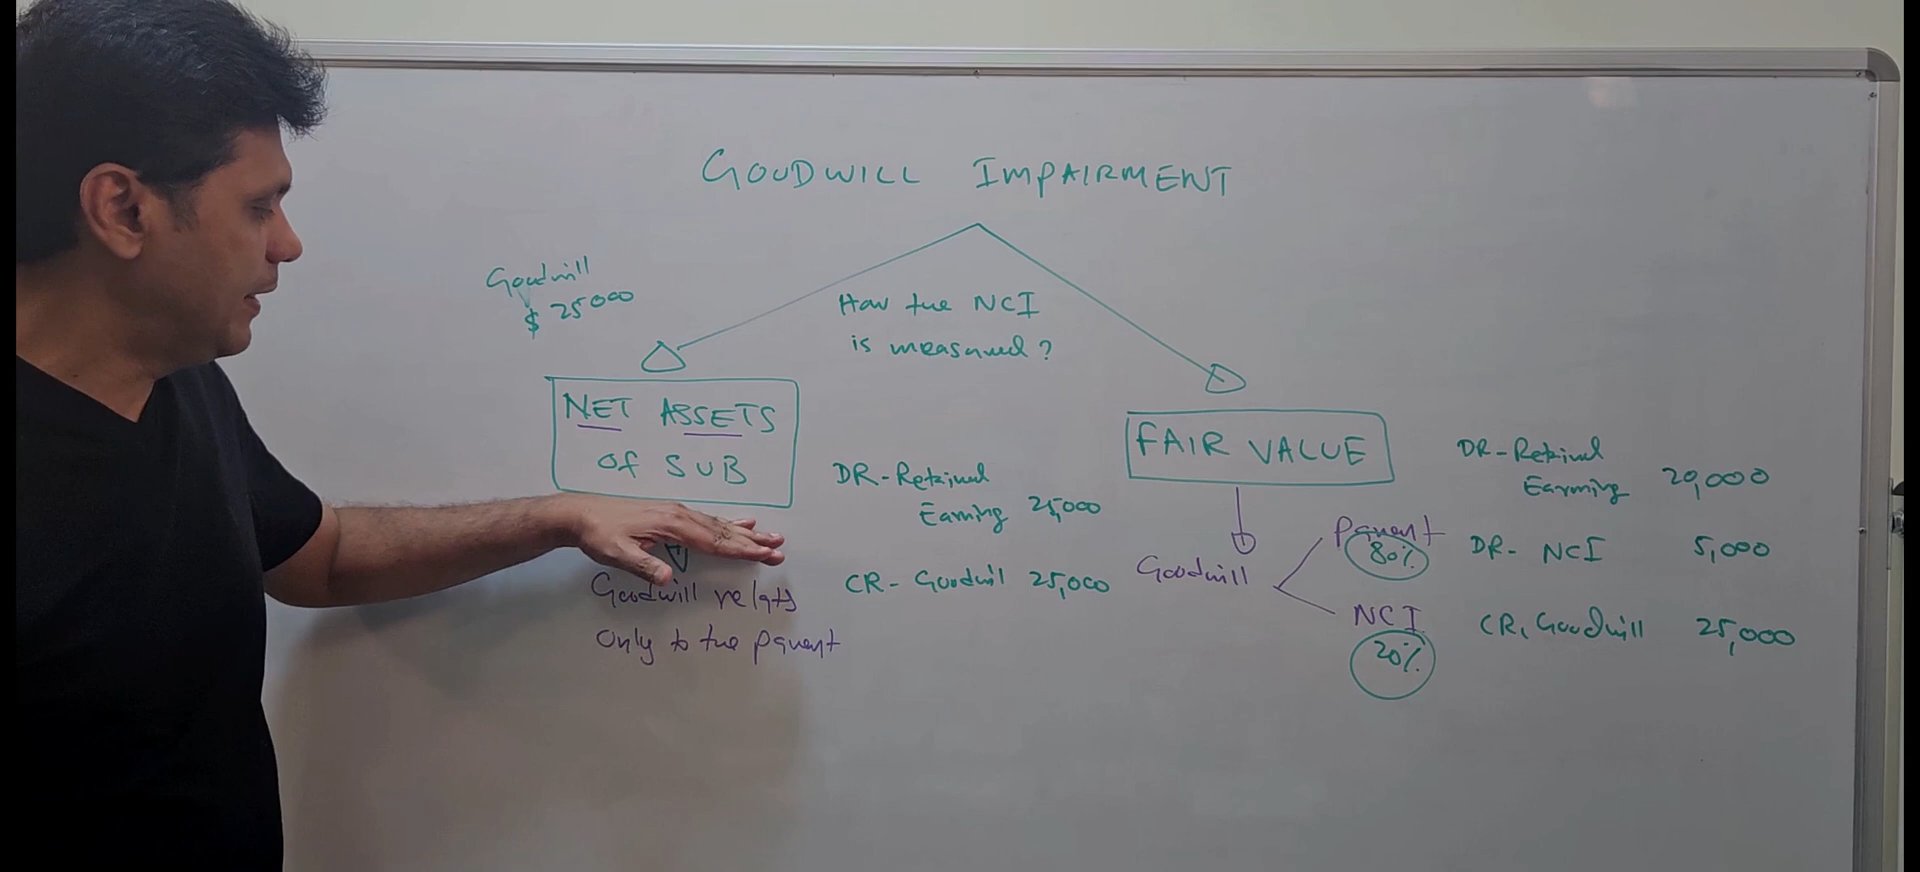 GOODWILL IMPAIRMENT
Goodwill
$ 25000
How the NCI
is measured?
NET ASSETS
Of SUB
Goodwill relats
only to the parent
DR-Retained
Earning 25,000
CR- Goodwill 25,000
FAIR VALUE
Goodwill
Parent
80%
NCI
20%
DR-Retained
Earning 20,000
DR- NCI 5,000
CR, Goodwill 25,000